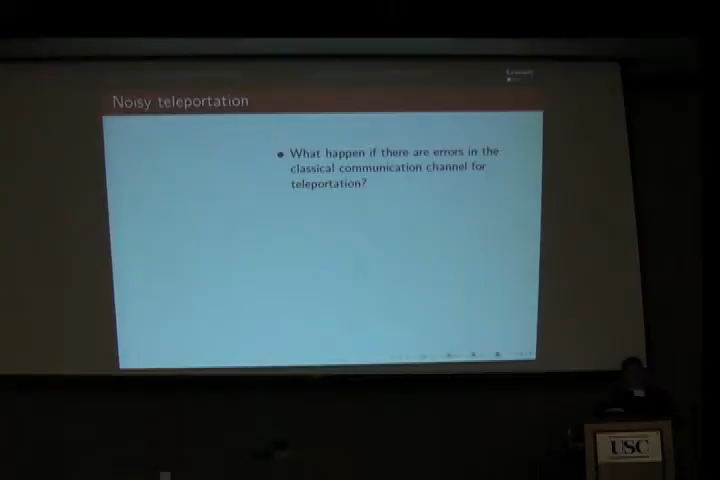 Noisy teleportation
What happen if there are errors in the
classical communication channel for
teleportation?
USC